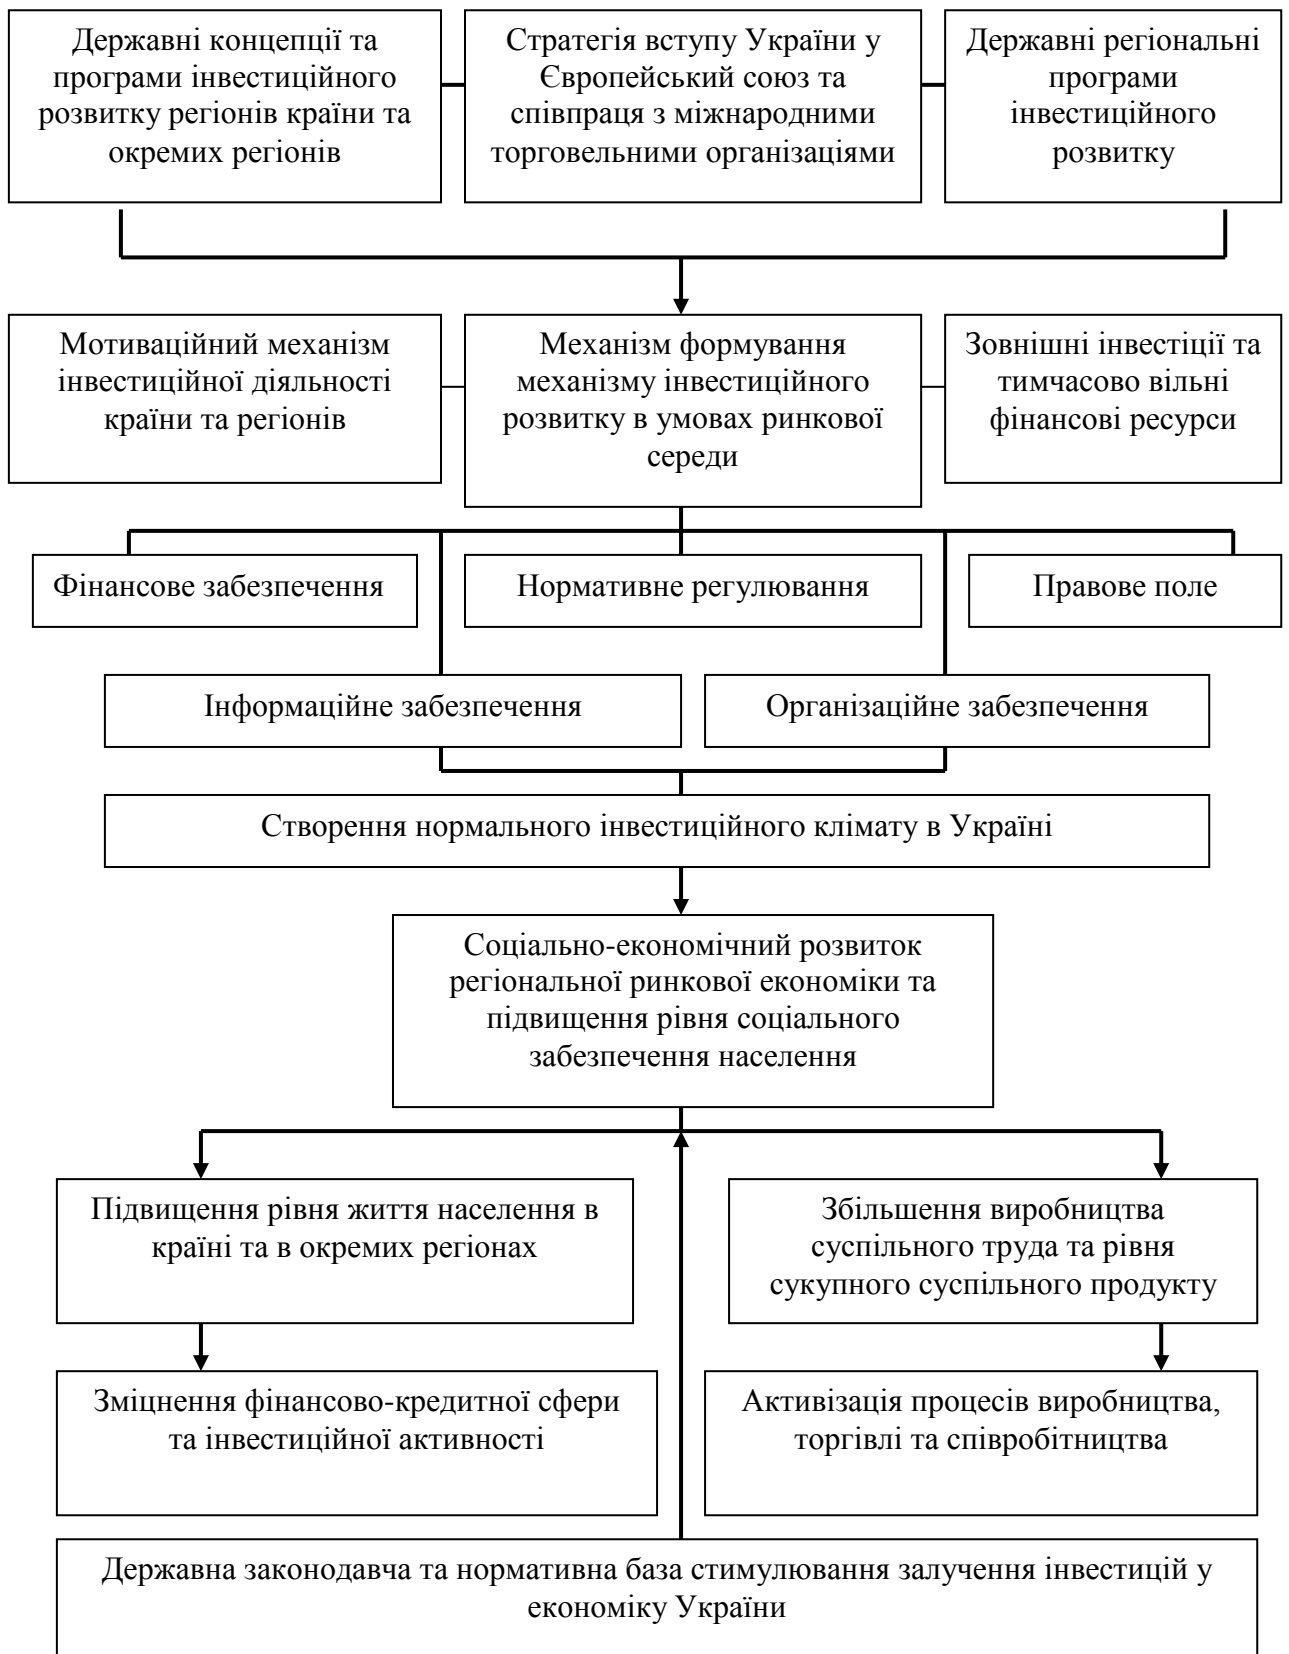 Державні концепції та
програми інвестиційного
розвитку регіонів країни та
окремих регіонів
Стратегія вступу України у
Європейський союз та
співпраця з міжнародними
торговельними організаціями
Державні регіональні
програми
інвестиційного
розвитку
Мотиваційний механізм
інвестиційної діяльності
країни та регіонів
Механізм формування
механізму інвестиційного
розвитку в умовах ринкової
середи
Зовнішні інвестіції та
тимчасово вільні
фінансові ресурси
Фінансове забезпечення
Нормативне регулювання
Правове поле
Інформаційне забезпечення
Організаційне забезпечення
Створення нормального інвестиційного клімату в Україні
Соціально-економічний розвиток
регіональної ринкової економіки та
підвищення рівня соціального
забезпечення населення
Підвищення рівня життя населення в
країні та в окремих регіонах
Збільшення виробництва
суспільного труда та рівня
сукупного суспільного продукту
Зміцнення фінансово-кредитної сфери
та інвестиційної активності
Активізація процесів виробництва,
торгівлі та співробітництва
Державна законодавча та нормативна база стимулювання залучення інвестицій у
економіку України